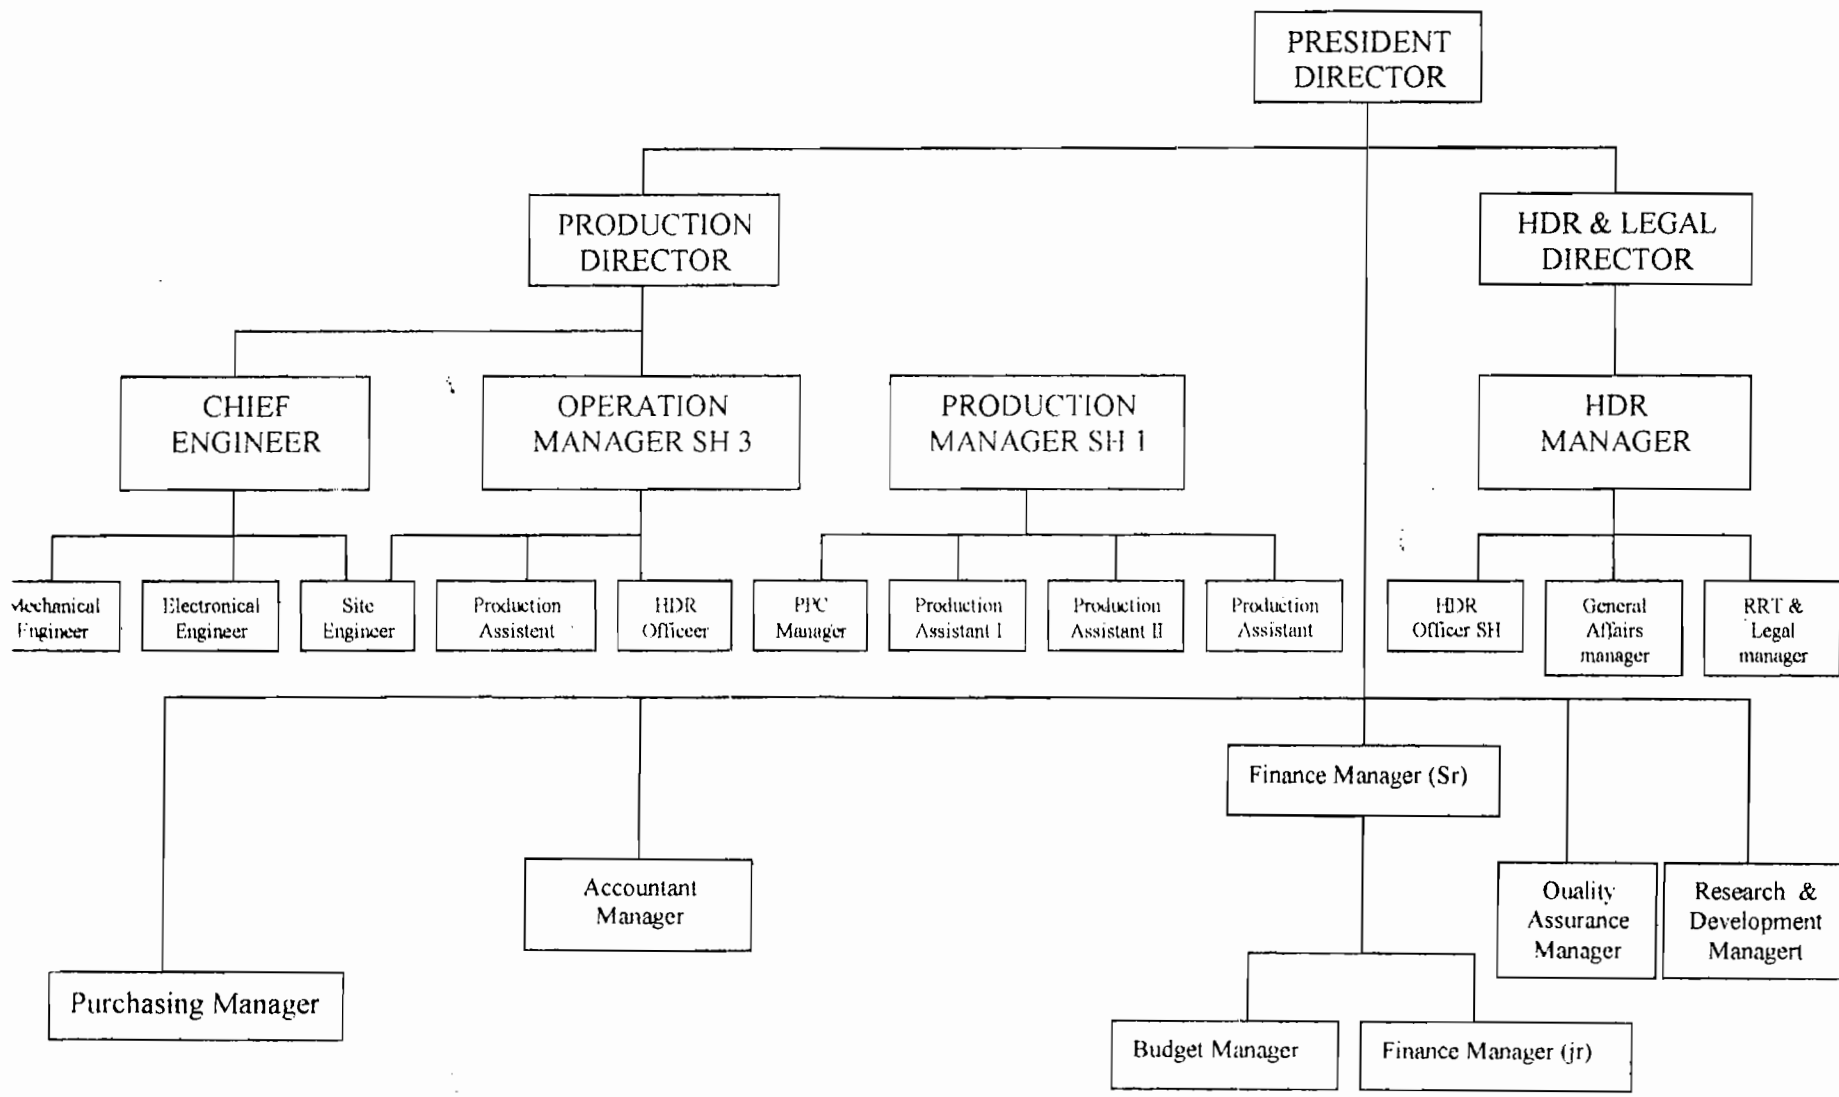 PRESIDENT
DIRECTOR
PRODUCTION
DIRECTOR
HDR & LEGAL
DIRECTOR
CHIEF
ENGINEER
OPERATION
MANAGER SH 3
PRODUCTION
MANAGER SH 1
HDR
MANAGER
Mechanical
Engineer
Electronical
Engineer
Site
Engineer
Production
Assistent
HDR
Officeer
PPC
Manager
Production
Assistant I
Production
Assistant II
Production
Assistant
HDR
Officer SH
General
Affairs
manager
RRT &
Legal
manager
Finance Manager (Sr)
Accountant
Manager
Quality
Assurance
Manager
Research &
Development
Managert
Purchasing Manager
Budget Manager
Finance Manager (jr)